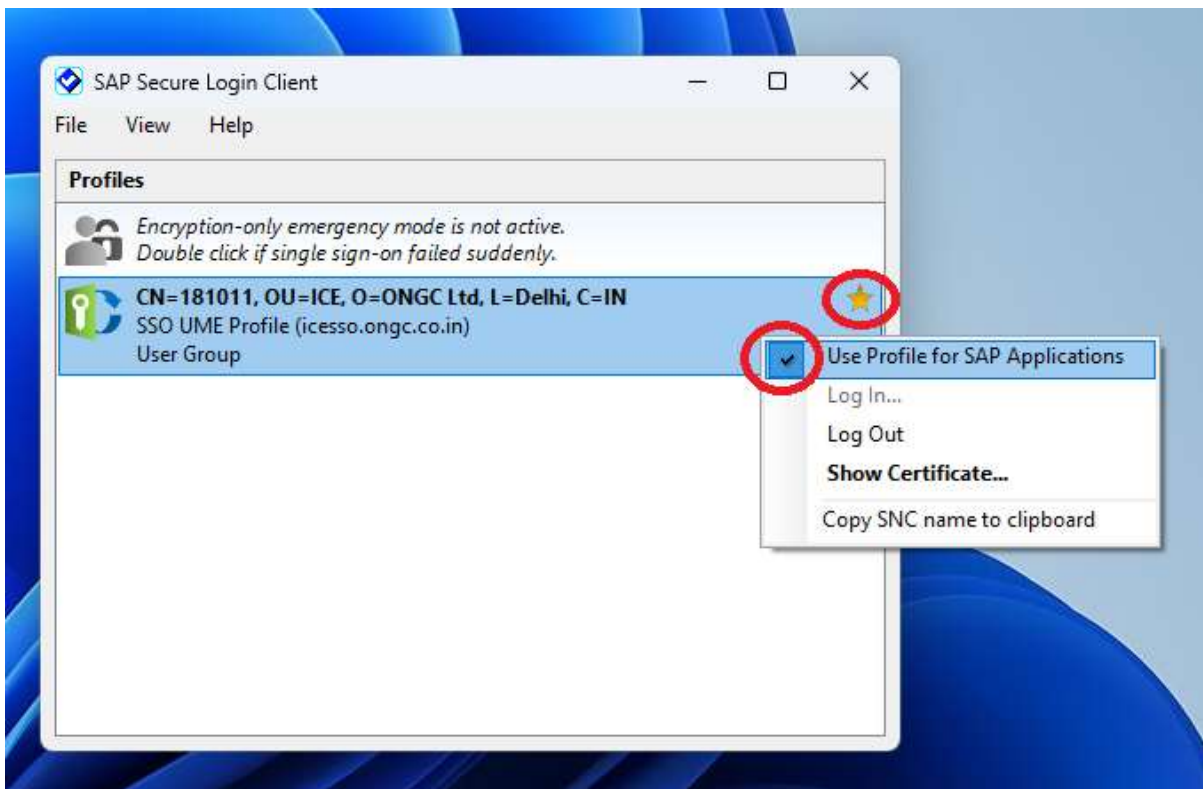 SAP Secure Login Client
File View Help
Profiles
Encryption-only emergency mode is not active.
Double click if single sign-on failed suddenly.
CN=181011, OU=ICE, O=ONGC Ltd, L=Delhi, C=IN
SSO UME Profile (icesso.ongc.co.in)
User Group
Use Profile for SAP Applications
Log In...
Log Out
Show Certificate...
Copy SNC name to clipboard